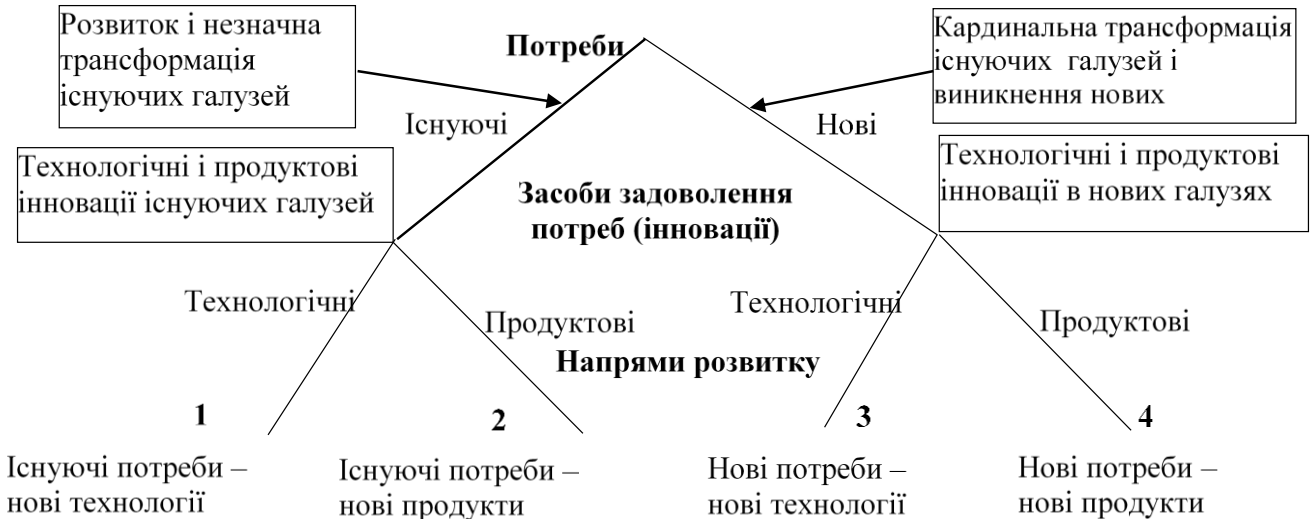 Розвиток і незначна
трансформація
існуючих галузей
Потреби
Кардинальна трансформація
існуючих галузей і
виникнення нових
Існуючі
Нові
Технологічні і продуктові
інновації існуючих галузей
Засоби задоволення
потреб (інновації)
Технологічні і продуктові
інновації в нових галузях
Технологічні
Продуктові
Технологічні
Продуктові
Напрями розвитку
1
2
3
4
Існуючі потреби –
нові технології
Існуючі потреби –
нові продукти
Нові потреби –
нові технології
Нові потреби –
нові продукти